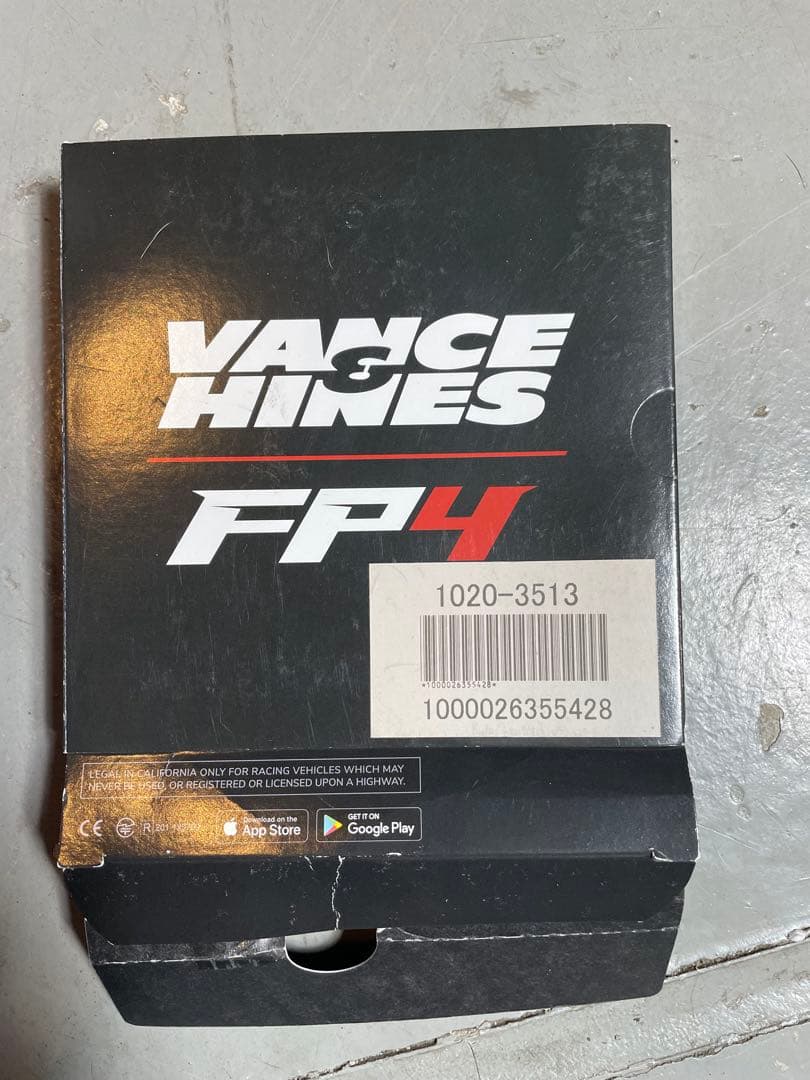 VANCE
&
HINES
FP4
1020-3513
*1000026355428*
1000026355428
LEGAL IN CALIFORNIA ONLY FOR RACING VEHICLES WHICH MAY
NEVER BE USED, OR REGISTERED OR LICENSED UPON A HIGHWAY.
CE
R
Download on the
App Store
GET IT ON
Google Play